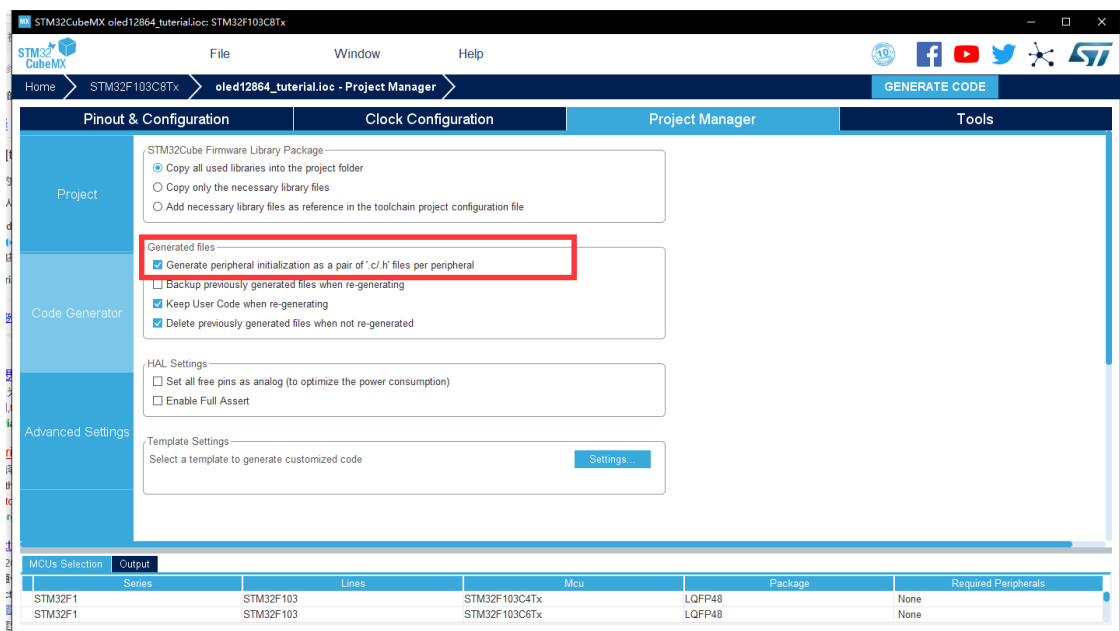 MX STM32CubeMX oled12864_tuterial.ioc: STM32F103C8Tx
STM32 CubeMX File Window Help 10 ST
Home STM32F103C8Tx oled12864_tuterial.ioc - Project Manager GENERATE CODE
Pinout & Configuration Clock Configuration Project Manager Tools
Project
Code Generator
Advanced Settings
STM32Cube Firmware Library Package
Copy all used libraries into the project folder
Copy only the necessary library files
Add necessary library files as reference in the toolchain project configuration file
Generated files
Generate peripheral initialization as a pair of '.c/.h' files per peripheral
Backup previously generated files when re-generating
Keep User Code when re-generating
Delete previously generated files when not re-generated
HAL Settings
Set all free pins as analog (to optimize the power consumption)
Enable Full Assert
Template Settings
Select a template to generate customized code Settings...
MCUs Selection Output
Series Lines Mcu Package Required Peripherals
STM32F1 STM32F103 STM32F103C4Tx LQFP48 None
STM32F1 STM32F103 STM32F103C6Tx LQFP48 None